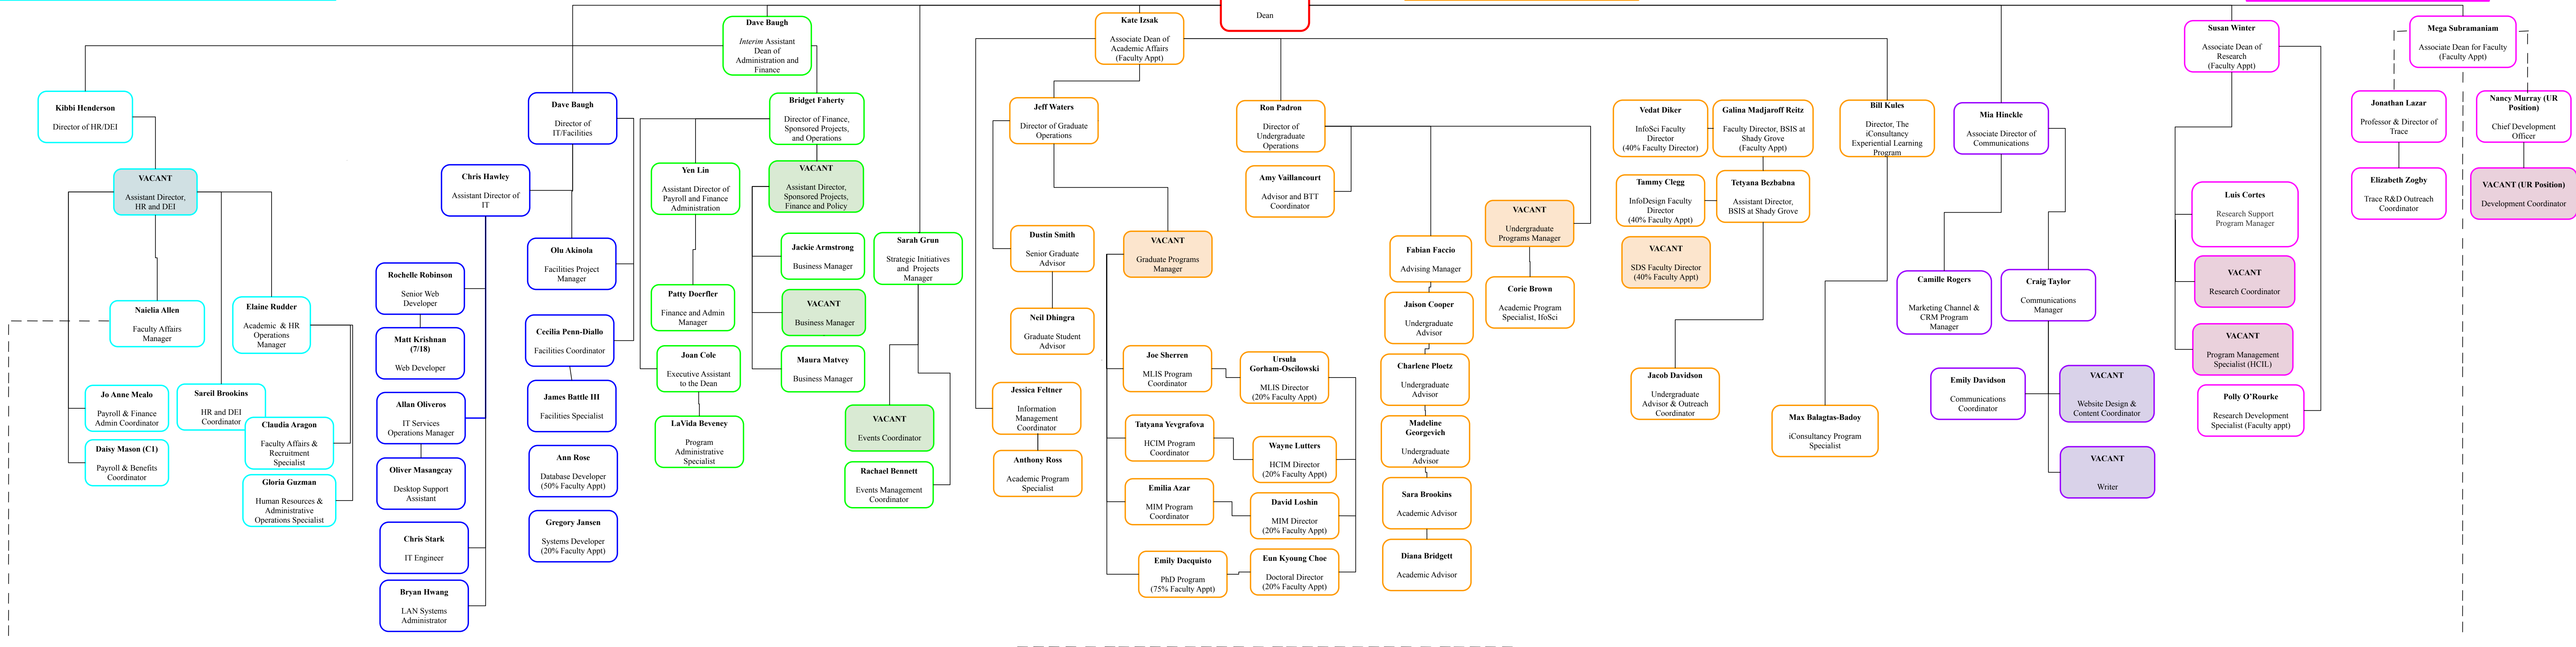 Dean
Dave Baugh
Interim Assistant
Dean of
Administration and
Finance
Kate Izsak
Associate Dean of
Academic Affairs
(Faculty Appt)
Susan Winter
Associate Dean of
Research
(Faculty Appt)
Mega Subramaniam
Associate Dean for Faculty
(Faculty Appt)
Kibbi Henderson
Director of HR/DEI
Dave Baugh
Director of
IT/Facilities
Bridget Faherty
Director of Finance,
Sponsored Projects,
and Operations
Jeff Waters
Director of Graduate
Operations
Ron Padron
Director of
Undergraduate
Operations
Vedat Diker
InfoSci Faculty
Director
(40% Faculty Director)
Galina Madjaroff Reitz
Faculty Director, BSIS at
Shady Grove
(Faculty Appt)
Bill Kules
Director, The
iConsultancy
Experiential Learning
Program
Mia Hinckle
Associate Director of
Communications
Jonathan Lazar
Professor & Director of
Trace
Nancy Murray (UR
Position)
Chief Development
Officer
VACANT
Assistant Director,
HR and DEI
Chris Hawley
Assistant Director of
IT
Yen Lin
Assistant Director of
Payroll and Finance
Administration
VACANT
Assistant Director,
Sponsored Projects,
Finance and Policy
Amy Vaillancourt
Advisor and BTT
Coordinator
Tammy Clegg
InfoDesign Faculty
Director
(40% Faculty Appt)
Tetyana Bezbabna
Assistant Director,
BSIS at Shady Grove
Luis Cortes
Research Support
Program Manager
Elizabeth Zogby
Trace R&D Outreach
Coordinator
VACANT (UR Position)
Development Coordinator
Olu Akinola
Facilities Project
Manager
Jackie Armstrong
Business Manager
Sarah Grun
Strategic Initiatives
and Projects
Manager
Dustin Smith
Senior Graduate
Advisor
VACANT
Graduate Programs
Manager
Fabian Faccio
Advising Manager
VACANT
Undergraduate
Programs Manager
VACANT
SDS Faculty Director
(40% Faculty Appt)
VACANT
Research Coordinator
Naielia Allen
Faculty Affairs
Manager
Elaine Rudder
Academic & HR
Operations
Manager
Rochelle Robinson
Senior Web
Developer
Patty Doerfler
Finance and Admin
Manager
VACANT
Business Manager
Neil Dhingra
Graduate Student
Advisor
Jaison Cooper
Undergraduate
Advisor
Corie Brown
Academic Program
Specialist, IfoSci
Camille Rogers
Marketing Channel &
CRM Program
Manager
Craig Taylor
Communications
Manager
VACANT
Program Management
Specialist (HCIL)
Matt Krishnan
(7/18)
Web Developer
Cecilia Penn-Diallo
Facilities Coordinator
Joan Cole
Executive Assistant
to the Dean
Maura Matvey
Business Manager
Joe Sherren
MLIS Program
Coordinator
Ursula
Gorham-Oscilowski
MLIS Director
(20% Faculty Appt)
Charlene Ploetz
Undergraduate
Advisor
Jacob Davidson
Undergraduate
Advisor & Outreach
Coordinator
Emily Davidson
Communications
Coordinator
VACANT
Website Design &
Content Coordinator
Polly O'Rourke
Research Development
Specialist (Faculty appt)
Jo Anne Mealo
Payroll & Finance
Admin Coordinator
Sareil Brookins
HR and DEI
Coordinator
Claudia Aragon
Faculty Affairs &
Recruitment
Specialist
Allan Oliveros
IT Services
Operations Manager
James Battle III
Facilities Specialist
LaVida Beveney
Program
Administrative
Specialist
VACANT
Events Coordinator
Jessica Feltner
Information
Management
Coordinator
Tatyana Yevgrafova
HCIM Program
Coordinator
Wayne Lutters
HCIM Director
(20% Faculty Appt)
Madeline
Georgevich
Undergraduate
Advisor
Max Balagtas-Badoy
iConsultancy Program
Specialist
VACANT
Writer
Daisy Mason (C1)
Payroll & Benefits
Coordinator
Gloria Guzman
Human Resources &
Administrative
Operations Specialist
Oliver Masangcay
Desktop Support
Assistant
Ann Rose
Database Developer
(50% Faculty Appt)
Rachael Bennett
Events Management
Coordinator
Anthony Ross
Academic Program
Specialist
Emilia Azar
MIM Program
Coordinator
David Loshin
MIM Director
(20% Faculty Appt)
Sara Brookins
Academic Advisor
Chris Stark
IT Engineer
Gregory Jansen
Systems Developer
(20% Faculty Appt)
Emily Dacquisto
PhD Program
(75% Faculty Appt)
Eun Kyoung Choe
Doctoral Director
(20% Faculty Appt)
Diana Bridgett
Academic Advisor
Bryan Hwang
LAN Systems
Administrator